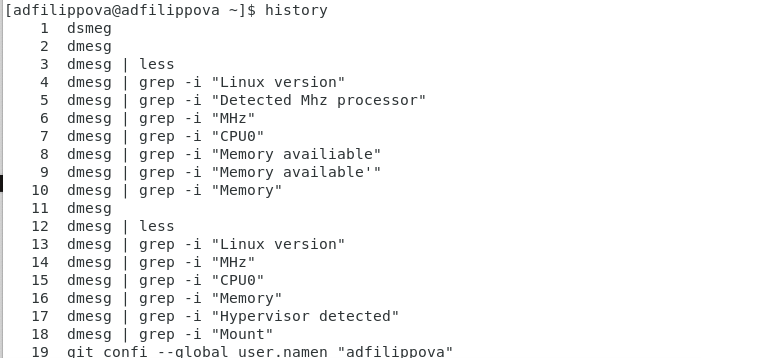 [adfilippova@adfilippova ~]$ history
1 dsmeg
2 dmesg
3 dmesg | less
4 dmesg | grep -i "Linux version"
5 dmesg | grep -i "Detected Mhz processor"
6 dmesg | grep -i "MHz"
7 dmesg | grep -i "CPU0"
8 dmesg | grep -i "Memory availiable"
9 dmesg | grep -i "Memory available'"
10 dmesg | grep -i "Memory"
11 dmesg
12 dmesg | less
13 dmesg | grep -i "Linux version"
14 dmesg | grep -i "MHz"
15 dmesg | grep -i "CPU0"
16 dmesg | grep -i "Memory"
17 dmesg | grep -i "Hypervisor detected"
18 dmesg | grep -i "Mount"
19 git confi --global user.namen "adfilippova"